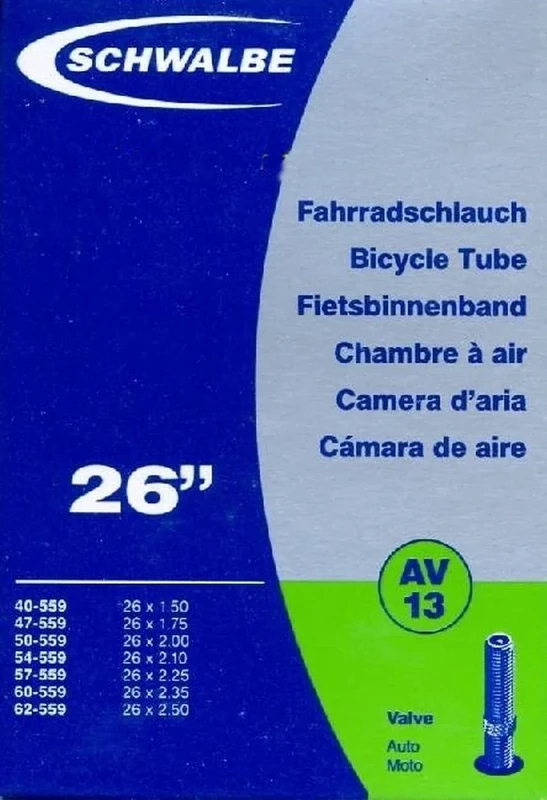 SCHWALBE
Fahrradschlauch
Bicycle Tube
Fietsbinnenband
Chambre à air
Camera d'aria
Cámara de aire
26”
AV
13
40-559 26 x 1.50
47-559 26 x 1.75
50-559 26 x 2.00
54-559 26 x 2.10
57-559 26 x 2.25
60-559 26 x 2.35
62-559 26 x 2.50
Valve
Auto
Moto